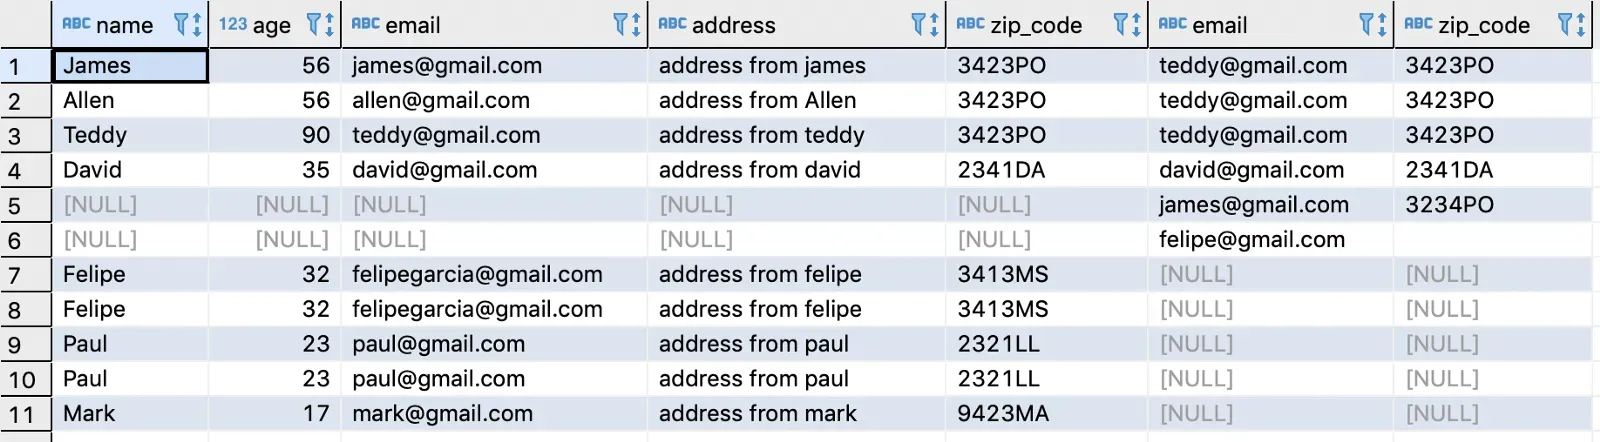 ABC name 123 age ABC email ABC address ABC zip_code ABC email ABC zip_code
1 James 56 james@gmail.com address from james 3423PO teddy@gmail.com 3423PO
2 Allen 56 allen@gmail.com address from Allen 3423PO teddy@gmail.com 3423PO
3 Teddy 90 teddy@gmail.com address from teddy 3423PO teddy@gmail.com 3423PO
4 David 35 david@gmail.com address from david 2341DA david@gmail.com 2341DA
5 [NULL] [NULL] [NULL] [NULL] [NULL] james@gmail.com 3234PO
6 [NULL] [NULL] [NULL] [NULL] [NULL] felipe@gmail.com
7 Felipe 32 felipegarcia@gmail.com address from felipe 3413MS [NULL] [NULL]
8 Felipe 32 felipegarcia@gmail.com address from felipe 3413MS [NULL] [NULL]
9 Paul 23 paul@gmail.com address from paul 2321LL [NULL] [NULL]
10 Paul 23 paul@gmail.com address from paul 2321LL [NULL] [NULL]
11 Mark 17 mark@gmail.com address from mark 9423MA [NULL] [NULL]